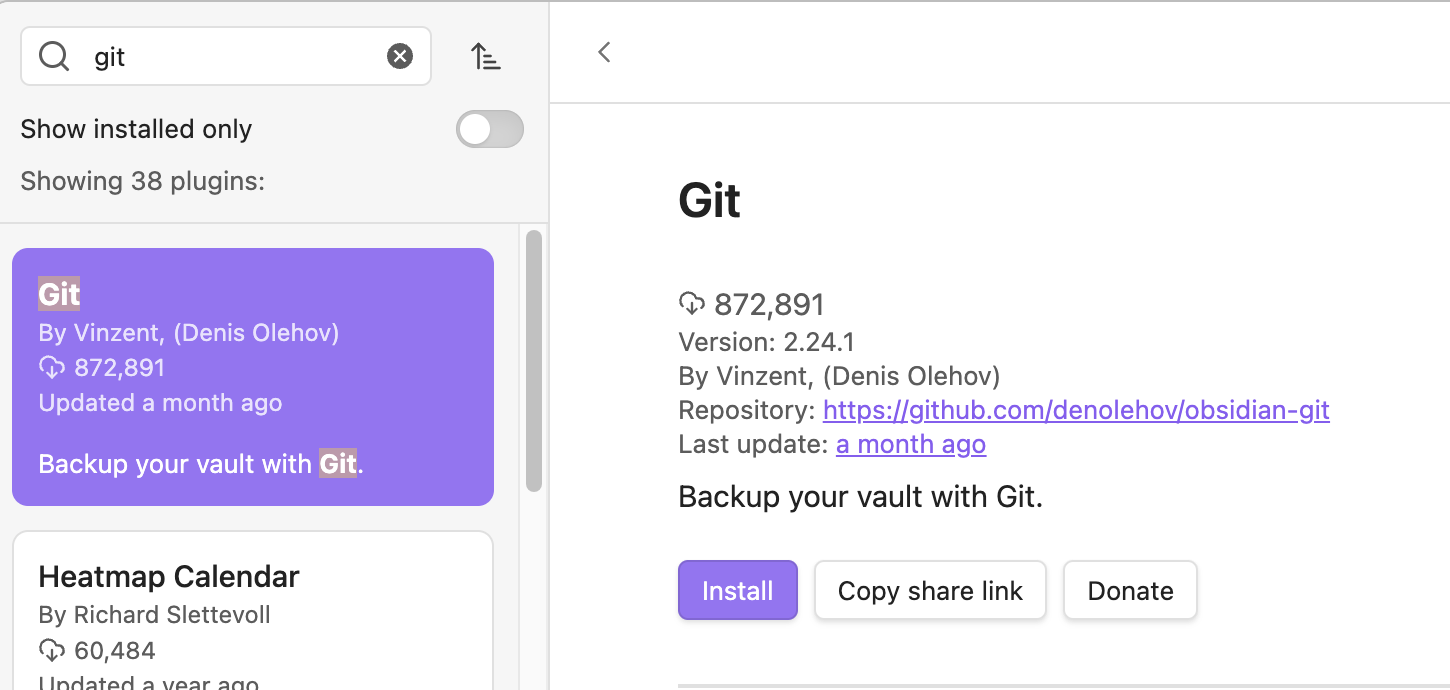 git
Show installed only
Showing 38 plugins:
Git
By Vinzent, (Denis Olehov)
872,891
Updated a month ago
Backup your vault with Git.
Heatmap Calendar
By Richard Slettevoll
60,484
Updated a year ago
Git
872,891
Version: 2.24.1
By Vinzent, (Denis Olehov)
Repository: https://github.com/denolehov/obsidian-git
Last update: a month ago
Backup your vault with Git.
Install
Copy share link
Donate